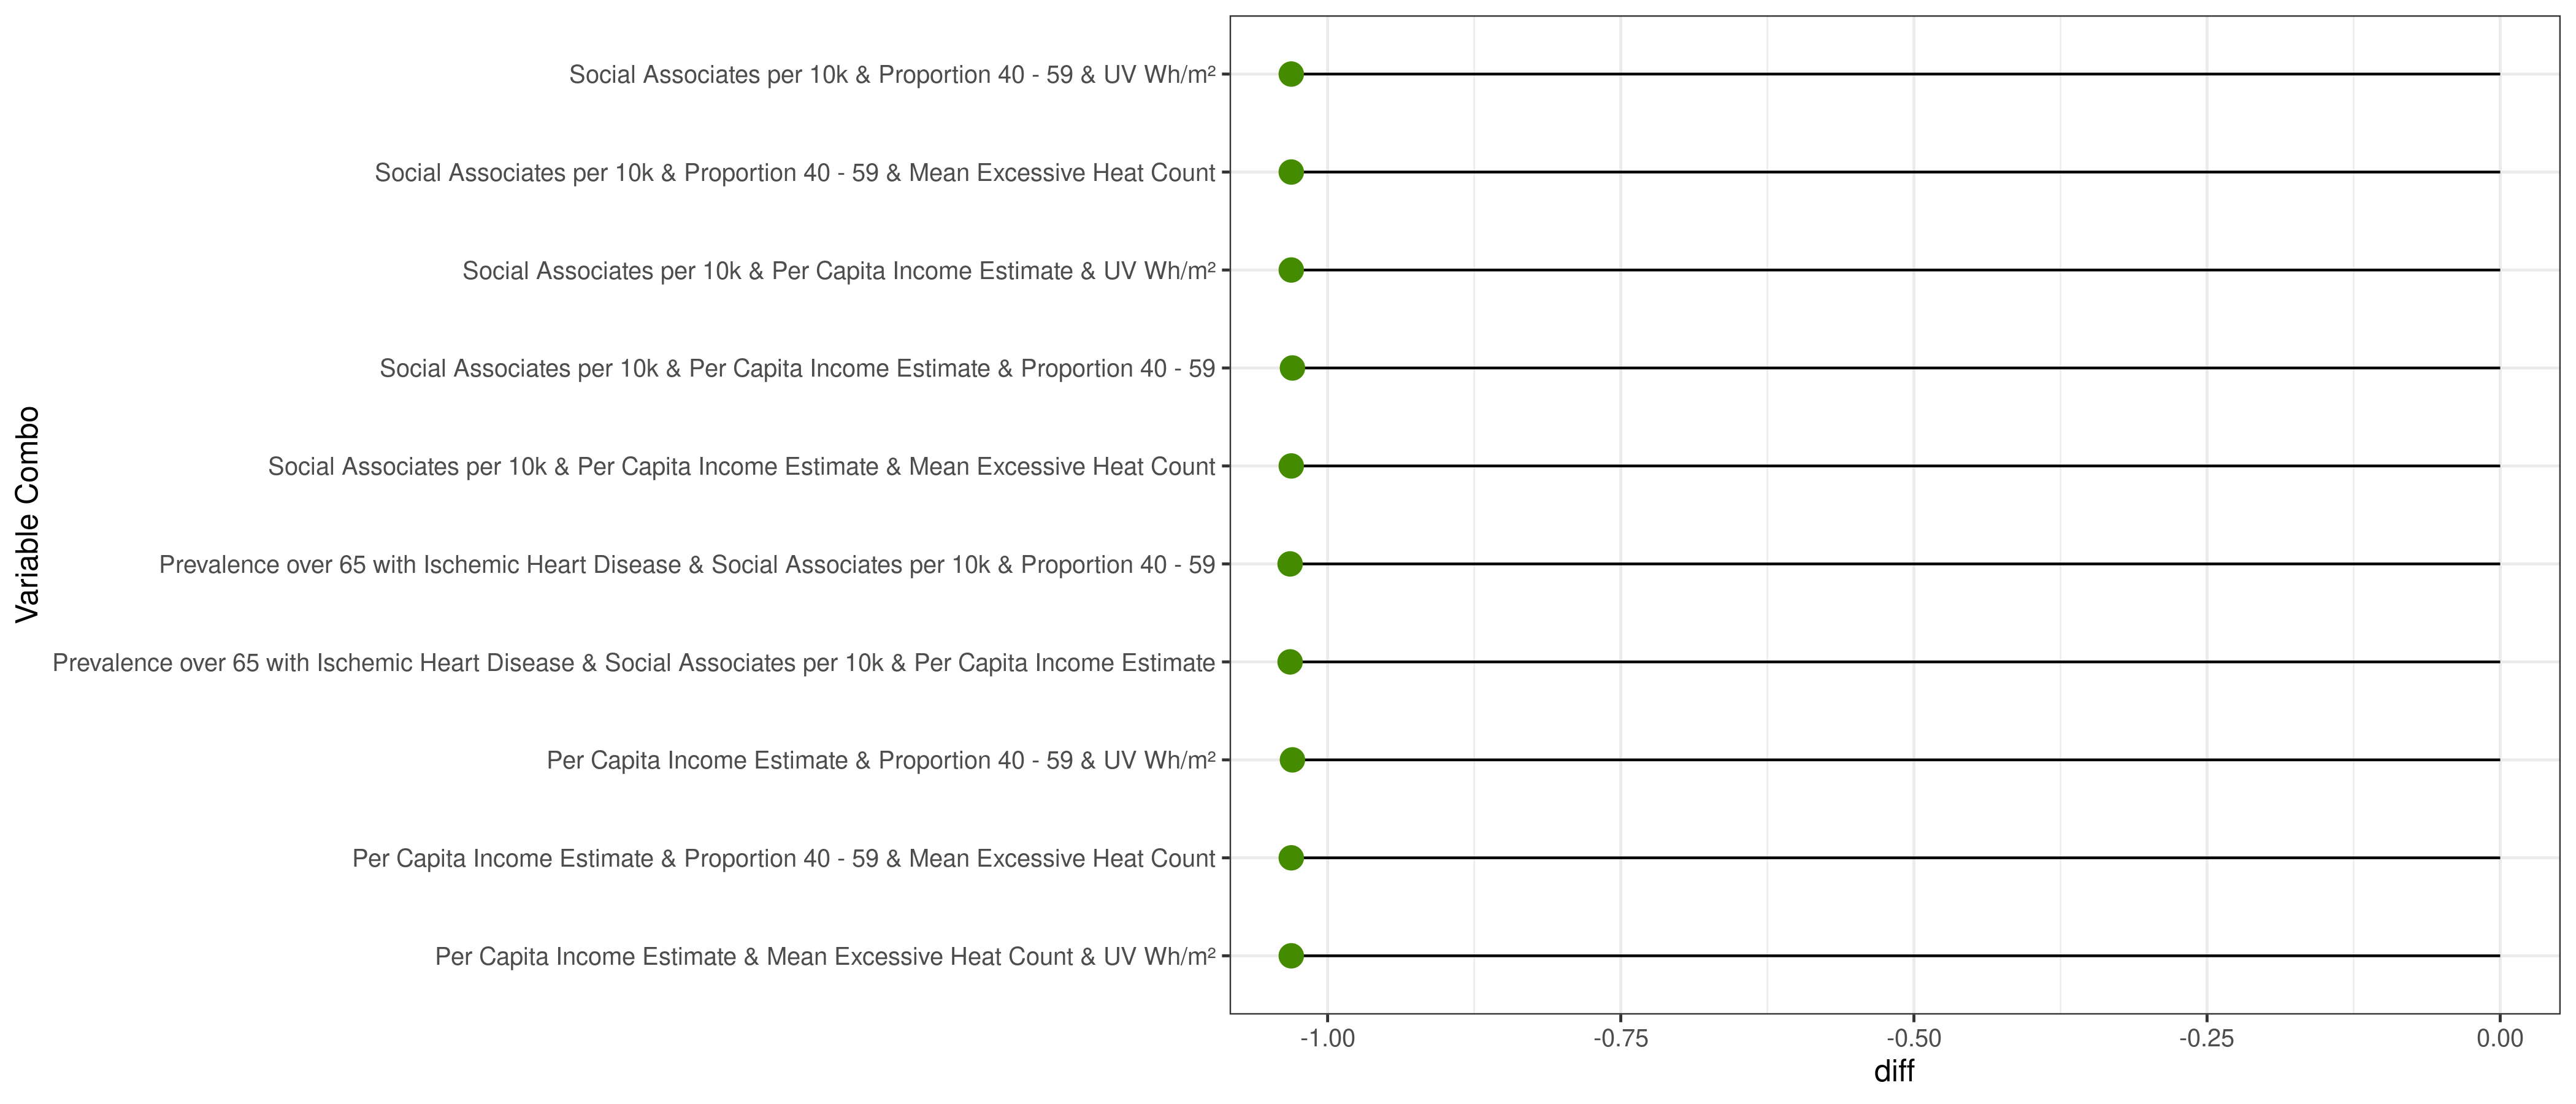 Social Associates per 10k & Proportion 40 - 59 & UV Wh/m²
Social Associates per 10k & Proportion 40 - 59 & Mean Excessive Heat Count
Social Associates per 10k & Per Capita Income Estimate & UV Wh/m²
Social Associates per 10k & Per Capita Income Estimate & Proportion 40 - 59
Social Associates per 10k & Per Capita Income Estimate & Mean Excessive Heat Count
Prevalence over 65 with Ischemic Heart Disease & Social Associates per 10k & Proportion 40 - 59
Prevalence over 65 with Ischemic Heart Disease & Social Associates per 10k & Per Capita Income Estimate
Per Capita Income Estimate & Proportion 40 - 59 & UV Wh/m²
Per Capita Income Estimate & Proportion 40 - 59 & Mean Excessive Heat Count
Per Capita Income Estimate & Mean Excessive Heat Count & UV Wh/m²
Variable Combo
-1.00 -0.75 -0.50 -0.25 0.00
diff